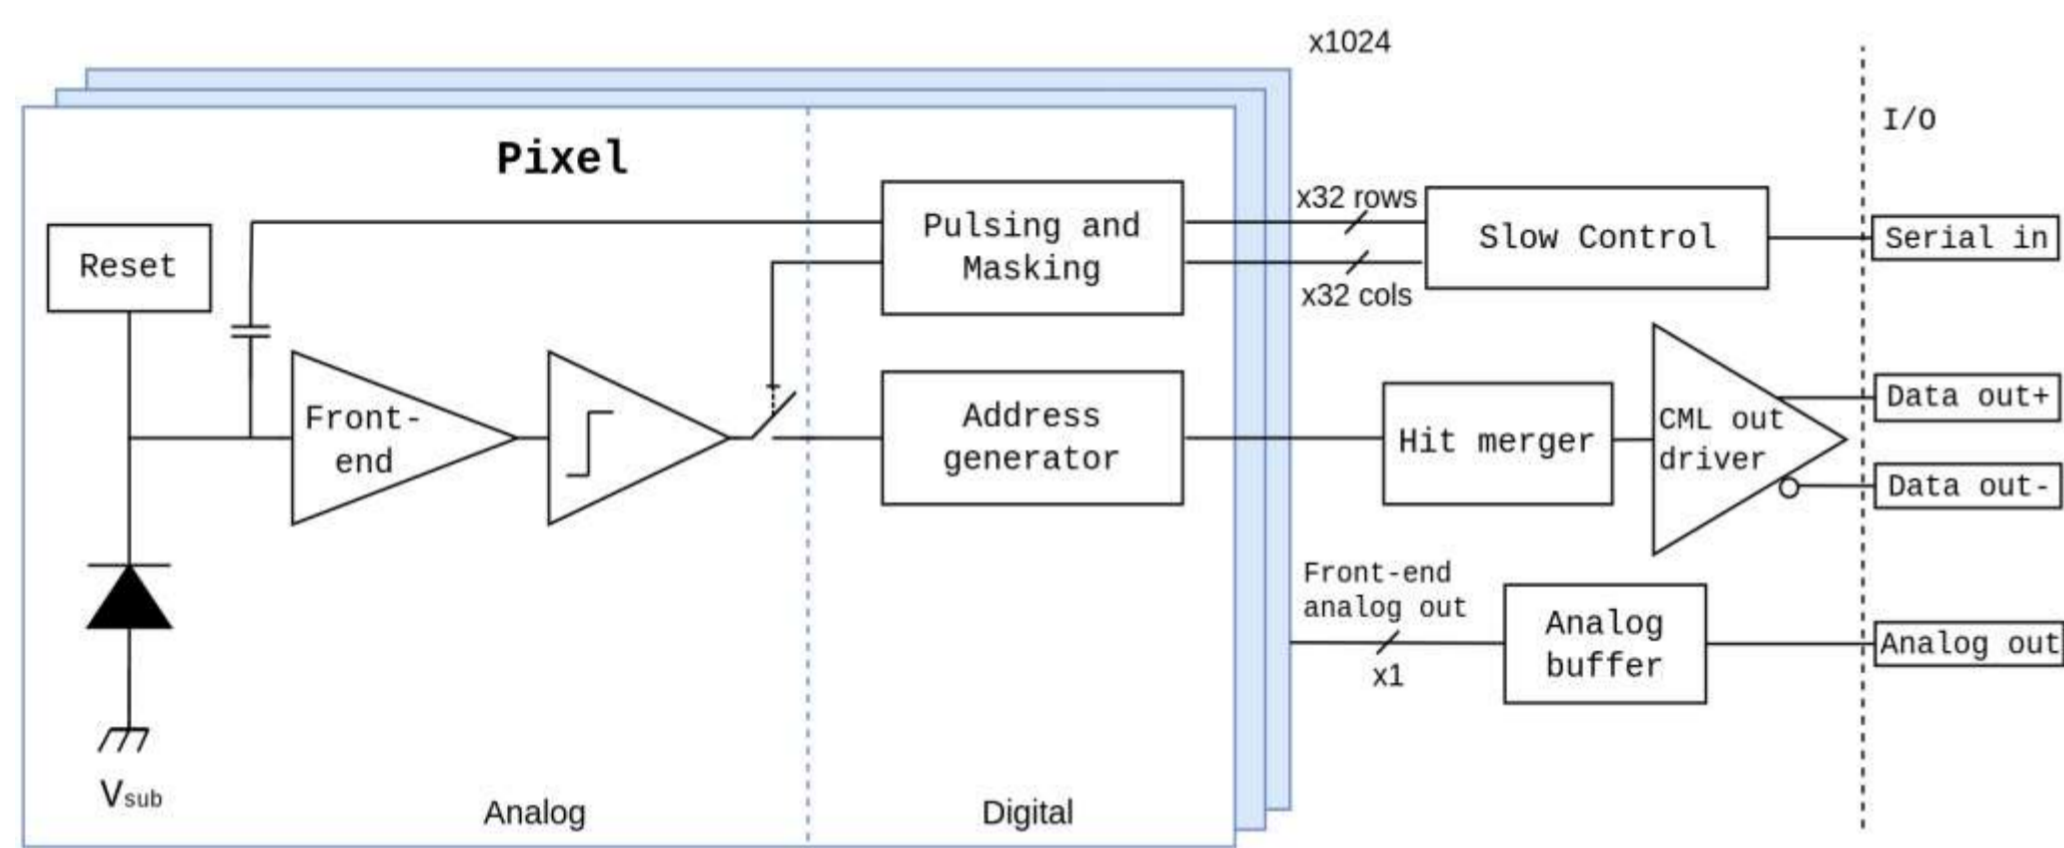 x1024
I/O
Pixel
Reset
Pulsing and
Masking
x32 rows
x32 cols
Slow Control
Serial in
Front-
end
Address
generator
Hit merger
CML out
driver
Data out+
Data out-
Front-end
analog out
x1
Analog
buffer
Analog out
Vsub
Analog
Digital